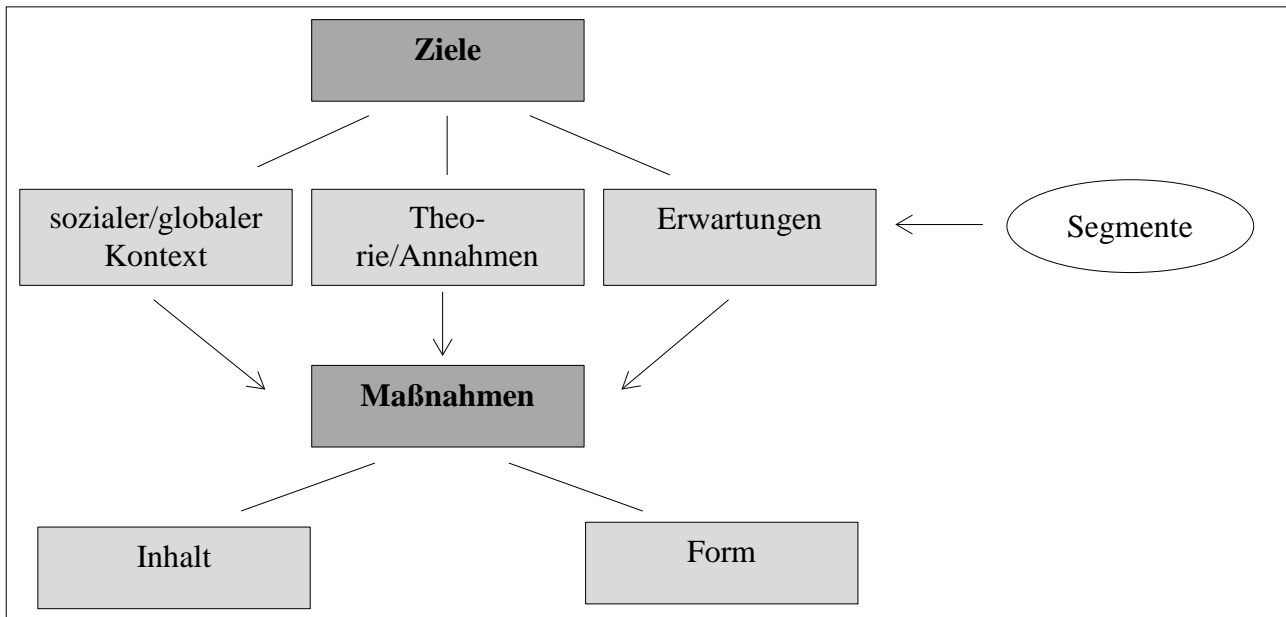 Ziele
sozialer/globaler
Kontext
Theo-
rie/Annahmen
Erwartungen
Segmente
Maßnahmen
Inhalt
Form